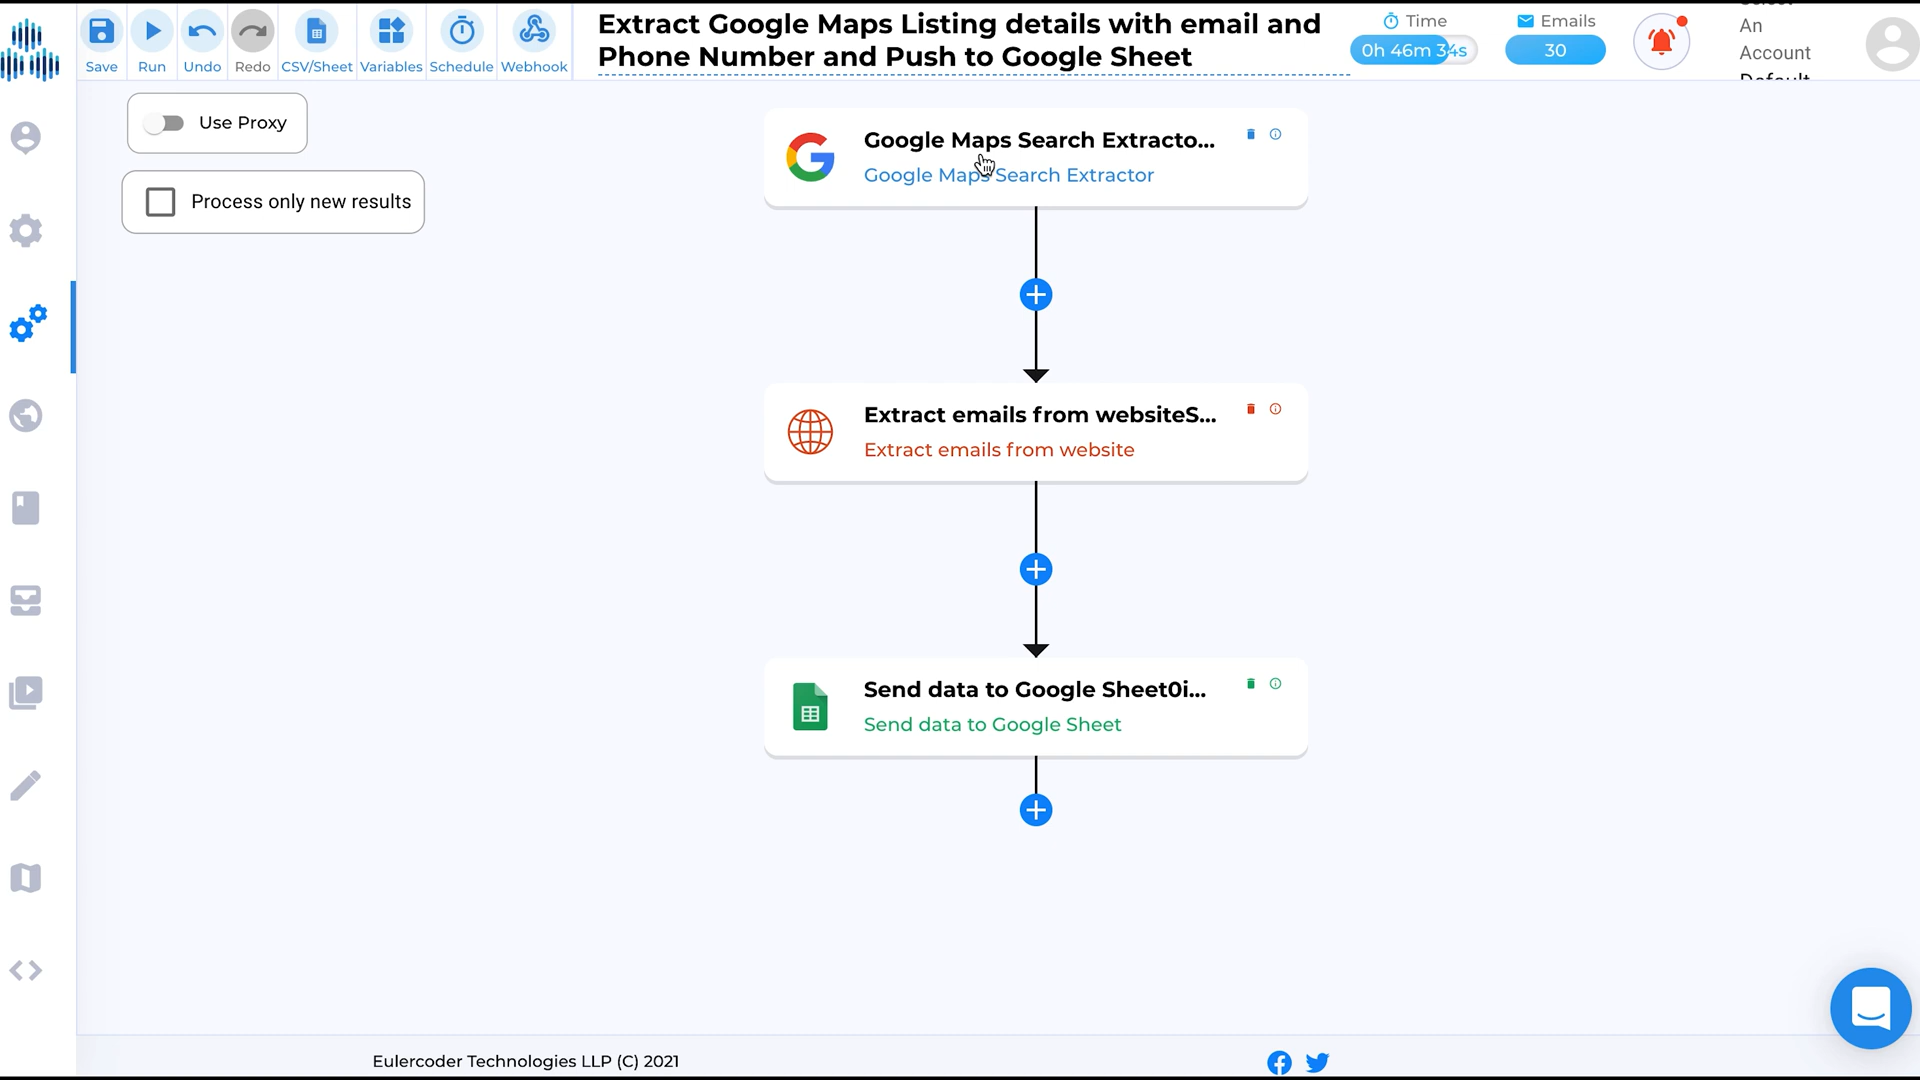 Save
Run
Undo
Redo
CSV/Sheet
Variables
Schedule
Webhook
Extract Google Maps Listing details with email and
Phone Number and Push to Google Sheet
Time
0h 46m 34s
Emails
30
An
Account
Use Proxy
Process only new results
Google Maps Search Extracto...
Google Maps Search Extractor
Extract emails from websiteS...
Extract emails from website
Send data to Google Sheet0i...
Send data to Google Sheet
Eulercoder Technologies LLP (C) 2021